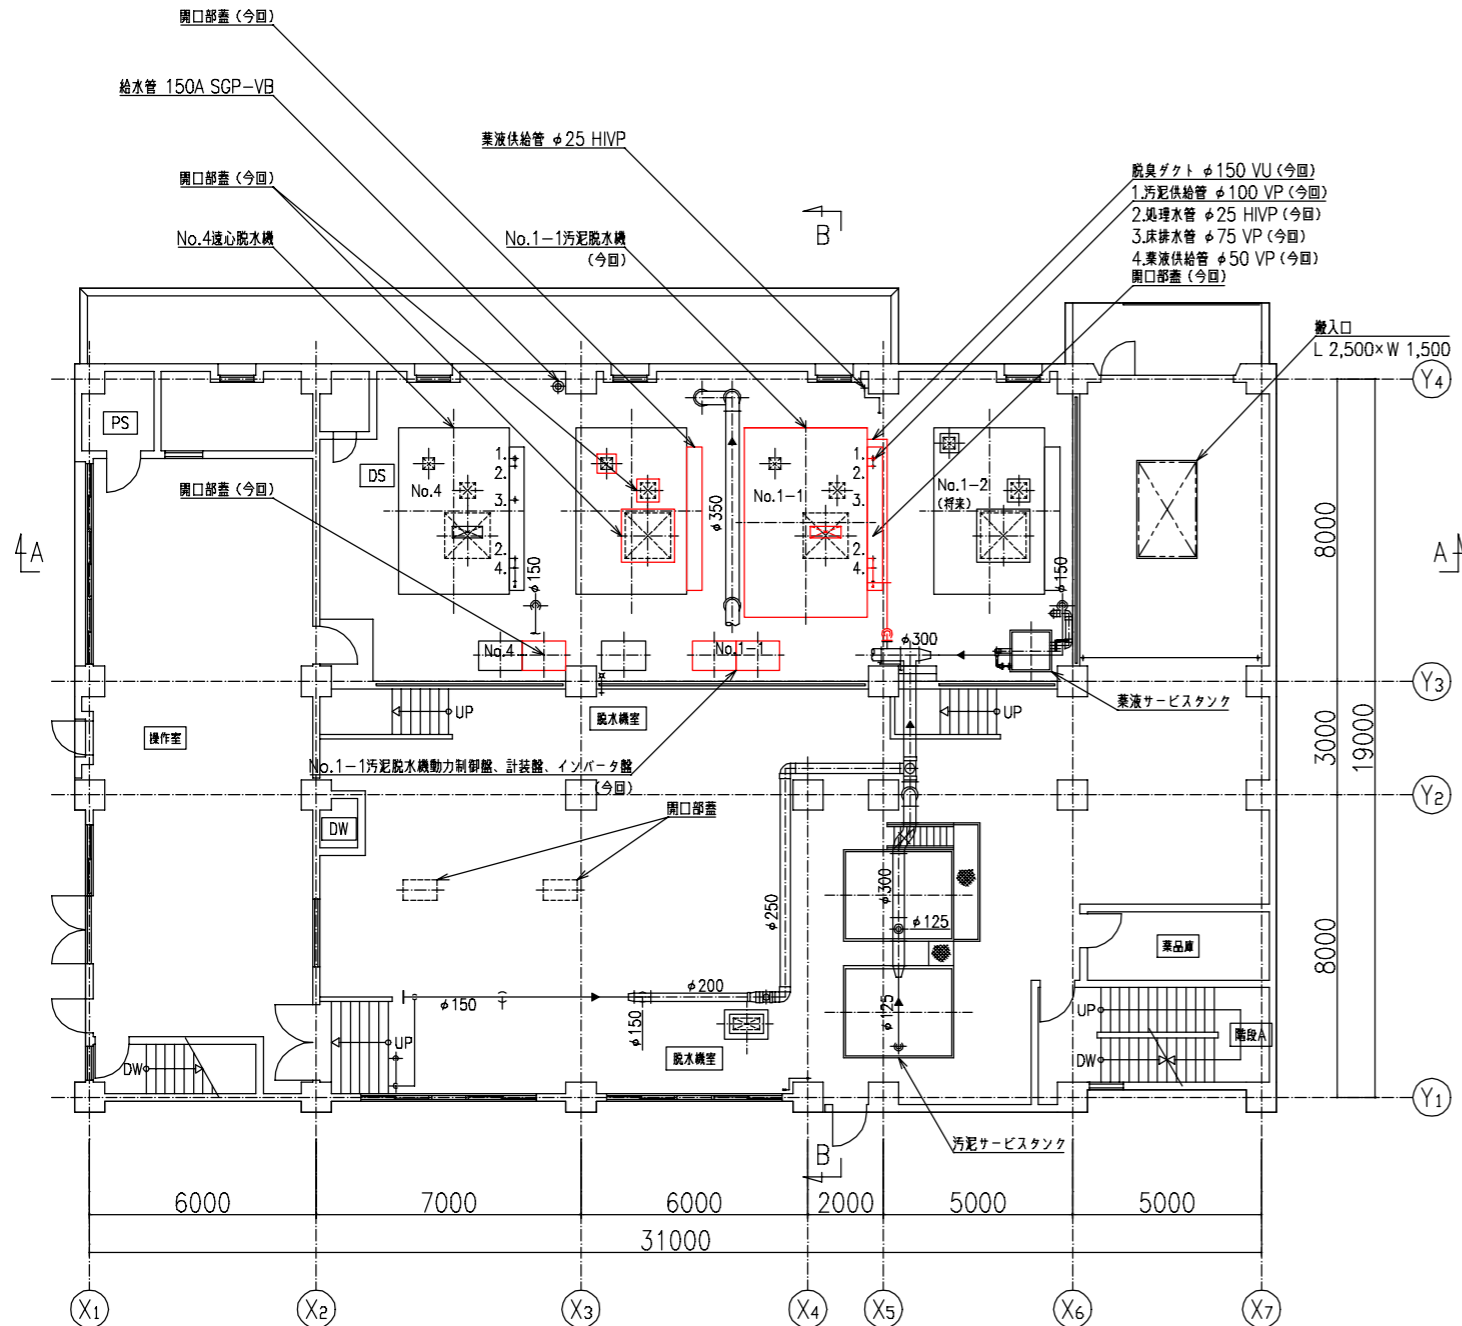 開口部蓋(今回)
給水管 150A SGP-VB
薬液供給管 φ25 HIVP
開口部蓋(今回)
No.4遠心脱水機
No.1-1汚泥脱水機
(今回)
B
脱臭ダクト φ150 VU(今回)
1.汚泥供給管 φ100 VP(今回)
2.処理水管 φ25 HIVP(今回)
3.床排水管 φ75 VP(今回)
4.薬液供給管 φ50 VP(今回)
開口部蓋(今回)
搬入口
L 2,500×W 1,500
Y4
PS
DS
開口部蓋(今回)
No.4
1.
2.
3.
2.
4.
φ150
φ350
No.1-1
1.
2.
3.
2.
4.
No.1-2
(将来)
φ150
A
A
8000
No.4
No.1-1
φ300
Y3
薬液サービスタンク
UP
脱水機室
UP
操作室
3000
19000
No.1-1汚泥脱水機動力制御盤、計装盤、インバータ盤
(今回)
Y2
DW
開口部蓋
φ300
φ125
φ250
薬品庫
8000
φ150
φ200
φ150
φ125
UP
UP
階段A
DW
DW
脱水機室
Y1
汚泥サービスタンク
B
6000
7000
6000
2000
5000
5000
31000
X1
X2
X3
X4
X5
X6
X7